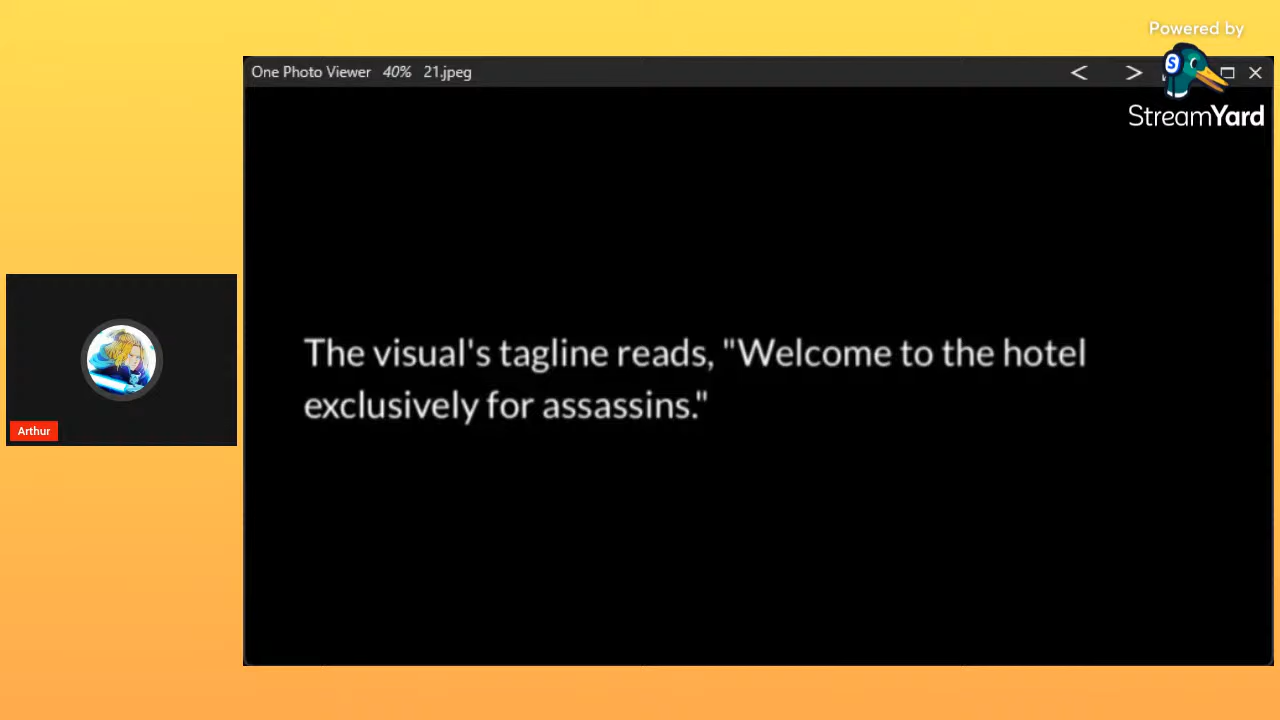 Powered by
One Photo Viewer 40% 21.jpeg
StreamYard
The visual's tagline reads, "Welcome to the hotel
exclusively for assassins."
Arthur